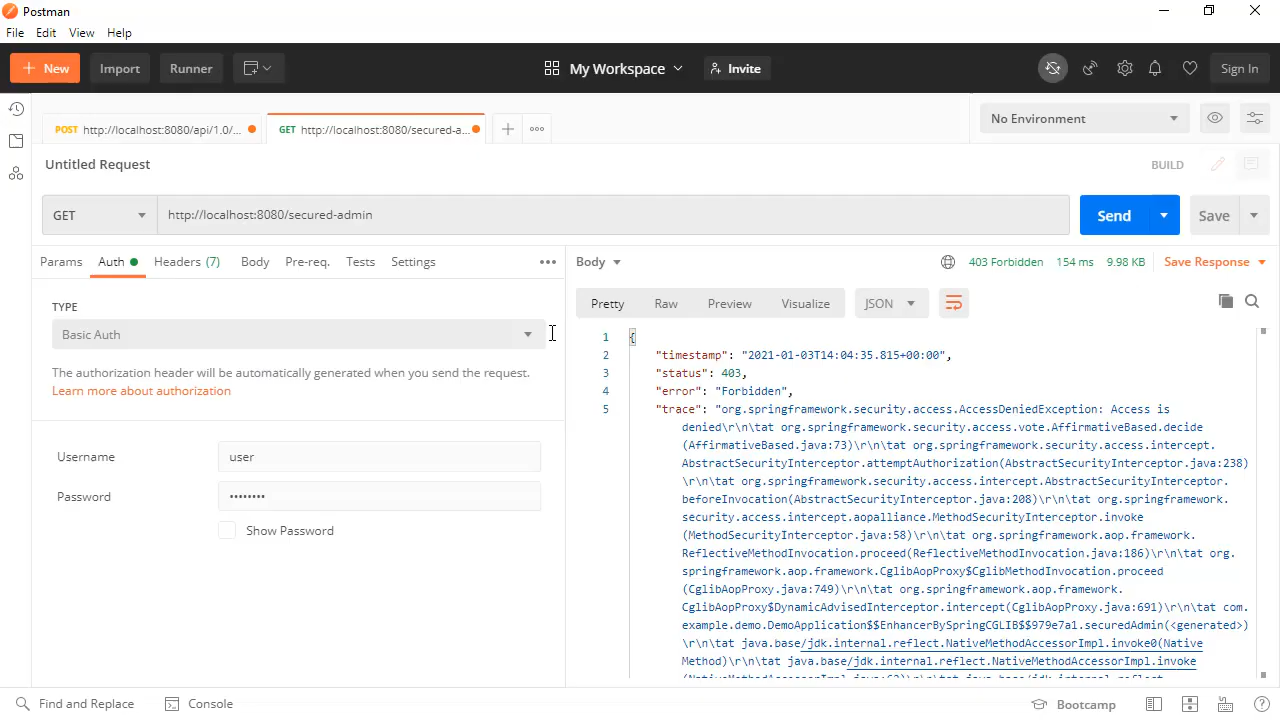 Postman
File Edit View Help
New Import Runner My Workspace Invite Sign In
POST http://localhost:8080/api/1.0/... GET http://localhost:8080/secured-a... No Environment
Untitled Request BUILD
GET http://localhost:8080/secured-admin Send Save
Params Auth Headers (7) Body Pre-req. Tests Settings
Body 403 Forbidden 154 ms 9.98 KB Save Response
TYPE
Basic Auth
The authorization header will be automatically generated when you send the request.
Learn more about authorization
Username user
Password ••••••••
Show Password
Pretty Raw Preview Visualize JSON
1 {
2 "timestamp": "2021-01-03T14:04:35.815+00:00",
3 "status": 403,
4 "error": "Forbidden",
5 "trace": "org.springframework.security.access.AccessDeniedException: Access is
denied\r\n\tat org.springframework.security.access.vote.AffirmativeBased.decide
(AffirmativeBased.java:73)\r\n\tat org.springframework.security.access.intercept.
AbstractSecurityInterceptor.attemptAuthorization(AbstractSecurityInterceptor.java:238)
\r\n\tat org.springframework.security.access.intercept.AbstractSecurityInterceptor.
beforeInvocation(AbstractSecurityInterceptor.java:208)\r\n\tat org.springframework.
security.access.intercept.aopalliance.MethodSecurityInterceptor.invoke
(MethodSecurityInterceptor.java:58)\r\n\tat org.springframework.aop.framework.
ReflectiveMethodInvocation.proceed(ReflectiveMethodInvocation.java:186)\r\n\tat org.
springframework.aop.framework.CglibAopProxy$CglibMethodInvocation.proceed
(CglibAopProxy.java:749)\r\n\tat org.springframework.aop.framework.
CglibAopProxy$DynamicAdvisedInterceptor.intercept(CglibAopProxy.java:691)\r\n\tat com.
example.demo.DemoApplication$$EnhancerBySpringCGLIB$$979e7a1.securedAdmin(<generated>)
\r\n\tat java.base/jdk.internal.reflect.NativeMethodAccessorImpl.invoke0(Native
Method)\r\n\tat java.base/jdk.internal.reflect.NativeMethodAccessorImpl.invoke
Find and Replace Console Bootcamp